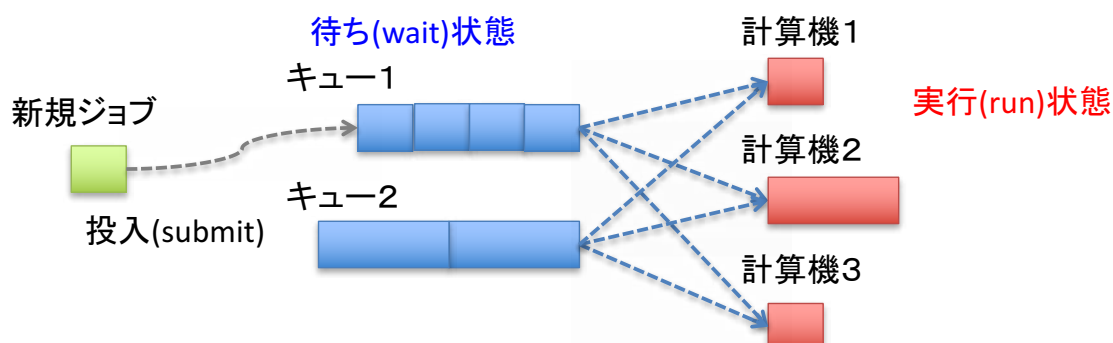 待ち(wait)状態
計算機1
キュー1
実行(run)状態
新規ジョブ
計算機2
キュー2
投入(submit)
計算機3